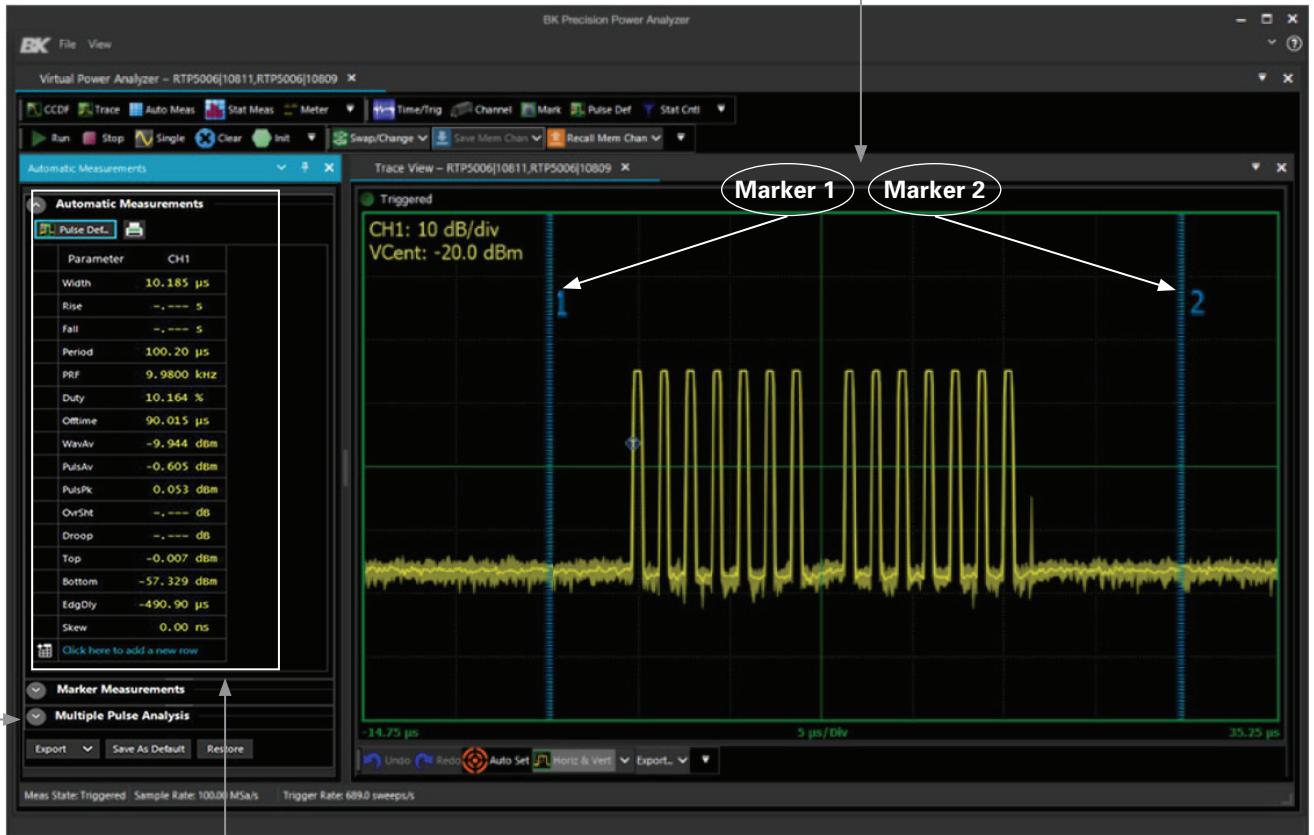 BK Precision Power Analyzer
BK File View
Virtual Power Analyzer – RTP5006|10811,RTP5006|10809
CCDF Trace Auto Meas Stat Meas Meter Time/Trig Channel Mark Pulse Def Stat Cntl
Run Stop Single Clear Init Swap/Change Save Mem Chan Recall Mem Chan
Automatic Measurements
Automatic Measurements
Pulse Def..
Parameter CH1
Width 10.185 µs
Rise -.--- s
Fall -.--- s
Period 100.20 µs
PRF 9.9800 kHz
Duty 10.164 %
Offtime 90.015 µs
WavAv -9.944 dBm
PulsAv -0.605 dBm
PulsPk 0.053 dBm
OvrSht -.--- dB
Droop -.--- dB
Top -0.007 dBm
Bottom -57.329 dBm
EdgDly -490.90 µs
Skew 0.00 ns
Click here to add a new row
Marker Measurements
Multiple Pulse Analysis
Export Save As Default Restore
Trace View – RTP5006|10811,RTP5006|10809
Triggered
Marker 1 Marker 2
CH1: 10 dB/div
VCent: -20.0 dBm
1 2
-14.75 µs 5 µs/Div 35.25 µs
Undo Redo Auto Set Horiz & Vert Export..
Meas State: Triggered Sample Rate: 100.00 MSa/s Trigger Rate: 689.0 sweeps/s